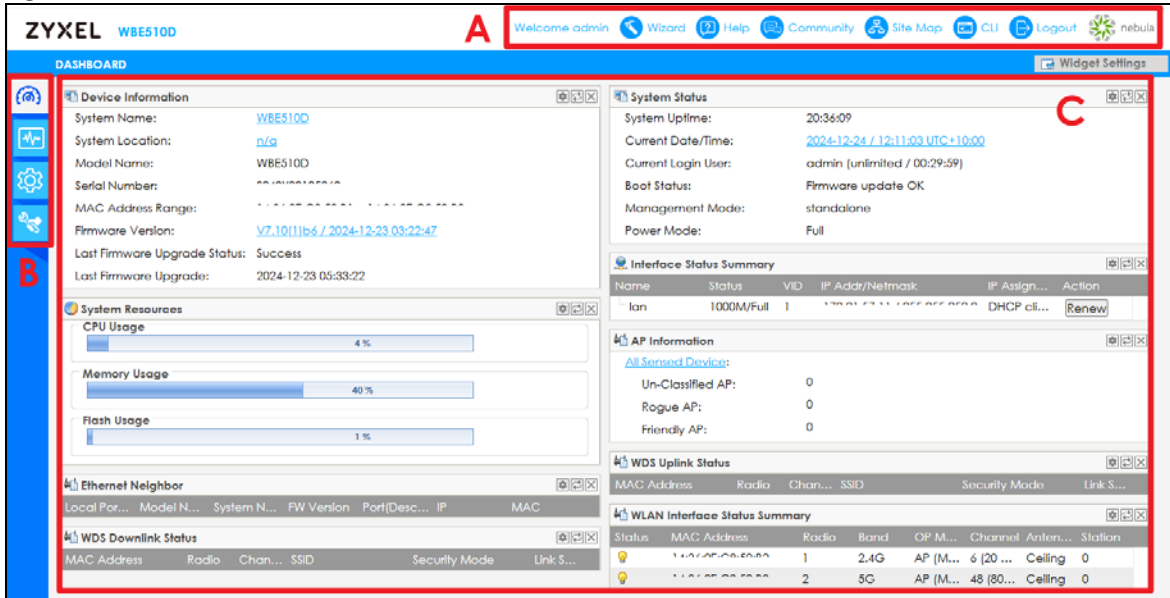 ZYXEL WBE510D
A
Welcome admin Wizard Help Community Site Map CLI Logout nebula
DASHBOARD
Widget Settings
B
C
Device Information
System Name: WBE510D
System Location: n/a
Model Name: WBE510D
Serial Number:
MAC Address Range:
Firmware Version: V7.10(1)b6 / 2024-12-23 03:22:47
Last Firmware Upgrade Status: Success
Last Firmware Upgrade: 2024-12-23 05:33:22
System Resources
CPU Usage
4 %
Memory Usage
40 %
Flash Usage
1 %
Ethernet Neighbor
Local Por... Model N... System N... FW Version Port(Desc... IP MAC
WDS Downlink Status
MAC Address Radio Chan... SSID Security Mode Link S...
System Status
System Uptime: 20:36:09
Current Date/Time: 2024-12-24 / 12:11:03 UTC+10:00
Current Login User: admin (unlimited / 00:29:59)
Boot Status: Firmware update OK
Management Mode: standalone
Power Mode: Full
Interface Status Summary
Name Status VID IP Addr/Netmask IP Assign... Action
lan 1000M/Full 1 DHCP cli... Renew
AP Information
All Sensed Device:
Un-Classified AP: 0
Rogue AP: 0
Friendly AP: 0
WDS Uplink Status
MAC Address Radio Chan... SSID Security Mode Link S...
WLAN Interface Status Summary
Status MAC Address Radio Band OP M... Channel Anten... Station
1 2.4G AP (M... 6 (20 ... Ceiling 0
2 5G AP (M... 48 (80... Ceiling 0